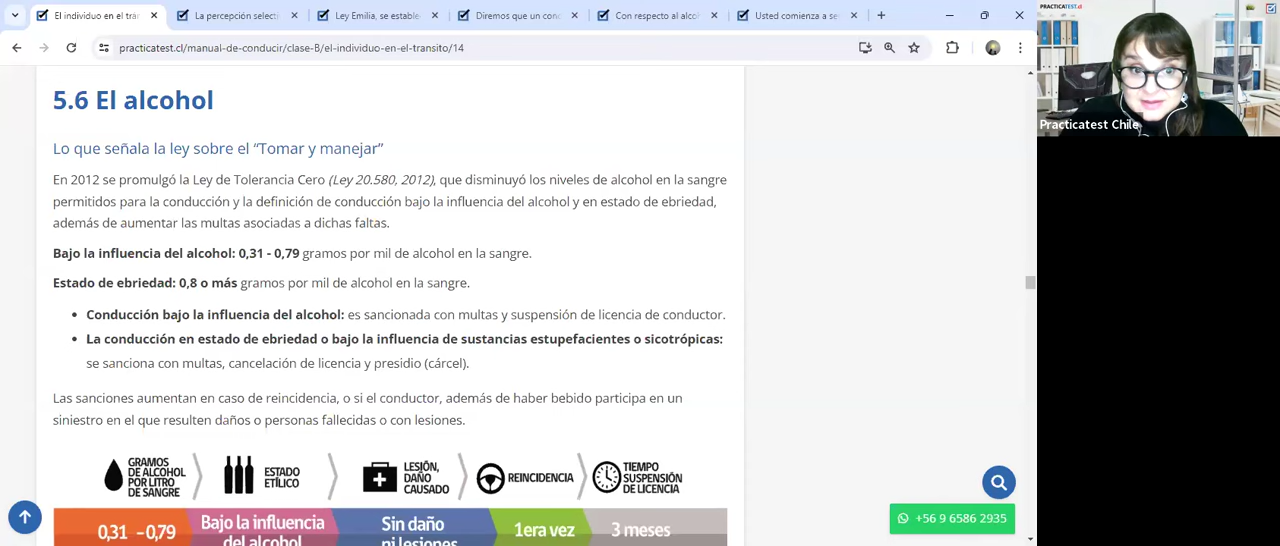 El individuo en el trán
La percepción select
Diremos que un con
Con respecto al alcoh
Usted comienza a se
practicatest.cl/manual-de-conducir/clase-B/el-individuo-en-el-transito/14
5.6 El alcohol
Lo que señala la ley sobre el “Tomar y manejar”
En 2012 se promulgó la Ley de Tolerancia Cero (Ley 20.580, 2012), que disminuyó los niveles de alcohol en la sangre
permitidos para la conducción y la definición de conducción bajo la influencia del alcohol y en estado de ebriedad,
además de aumentar las multas asociadas a dichas faltas.
Bajo la influencia del alcohol: 0,31 - 0,79 gramos por mil de alcohol en la sangre.
Estado de ebriedad: 0,8 o más gramos por mil de alcohol en la sangre.
Conducción bajo la influencia del alcohol: es sancionada con multas y suspensión de licencia de conductor.
La conducción en estado de ebriedad o bajo la influencia de sustancias estupefacientes o sicotrópicas:
se sanciona con multas, cancelación de licencia y presidio (cárcel).
Las sanciones aumentan en caso de reincidencia, o si el conductor, además de haber bebido participa en un
siniestro en el que resulten daños o personas fallecidas o con lesiones.
GRAMOS
DE ALCOHOL
POR LITRO
DE SANGRE
ESTADO
ETÍLICO
LESIÓN,
DAÑO
CAUSADO
REINCIDENCIA
TIEMPO
SUSPENSIÓN
DE LICENCIA
0,31 - 0,79
Bajo la influencia
del alcohol
Sin daño
ni lesiones
1era vez
3 meses
+56 9 6586 2935
PRACTICATEST.cl
Practicatest Chile